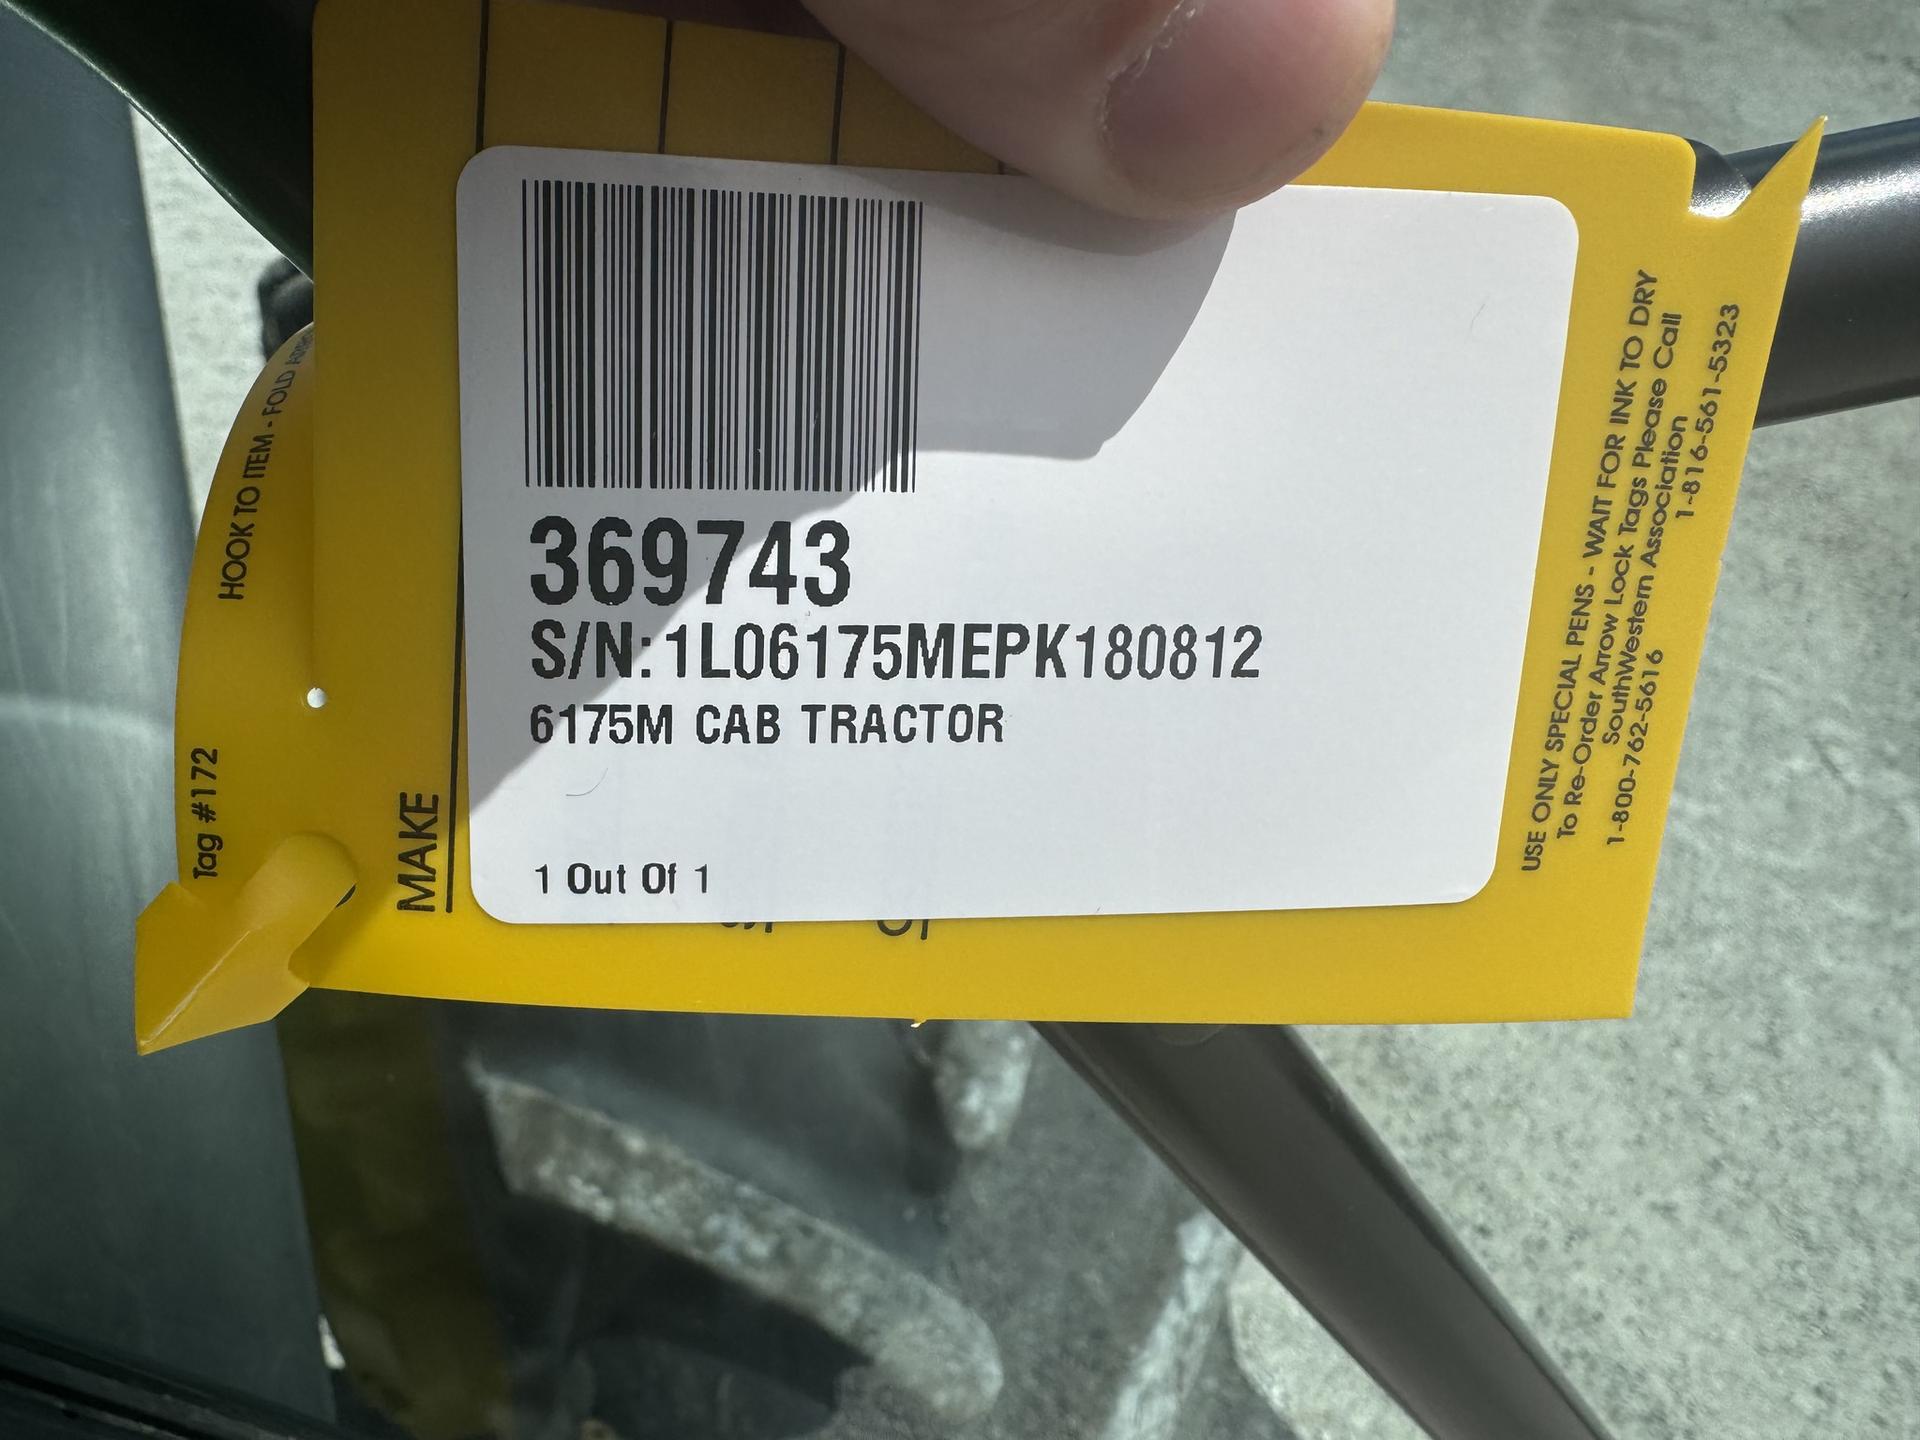 369743
S/N: 1L06175MEPK180812
6175M CAB TRACTOR
1 Out Of 1
MAKE
Tag #172
HOOK TO ITEM - FOLD
USE ONLY SPECIAL PENS - WAIT FOR INK TO DRY
To Re-Order Arrow Lock Tags Please Call
SouthWestern Association
1-800-762-5616 1-816-561-5323